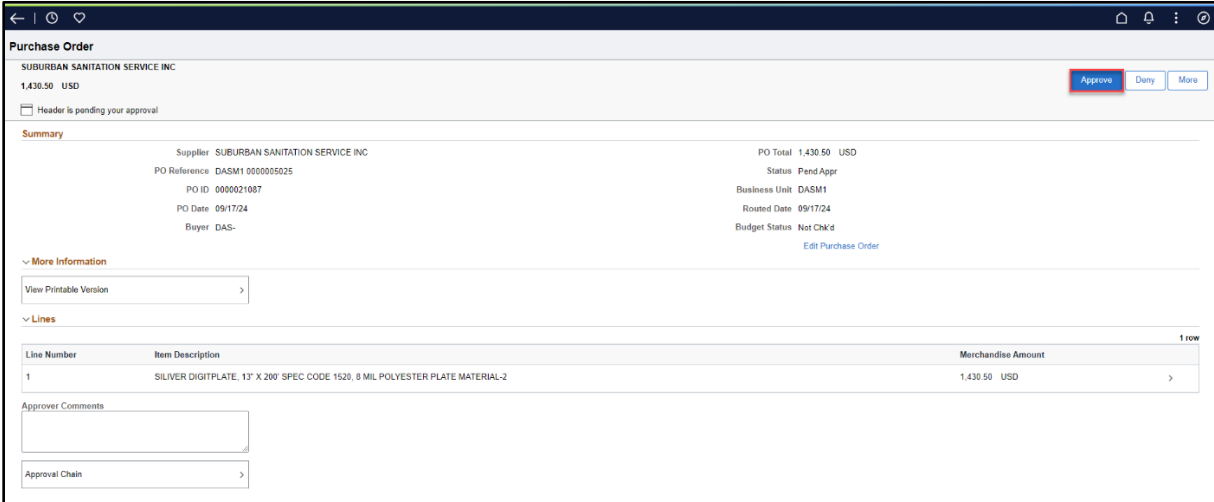 Purchase Order
SUBURBAN SANITATION SERVICE INC
1,430.50 USD
Approve Deny More
Header is pending your approval
Summary
Supplier SUBURBAN SANITATION SERVICE INC
PO Total 1,430.50 USD
PO Reference DASM1 0000005025
Status Pend Appr
PO ID 0000021087
Business Unit DASM1
PO Date 09/17/24
Routed Date 09/17/24
Buyer DAS-
Budget Status Not Chk'd
Edit Purchase Order
More Information
View Printable Version
Lines
1 row
Line Number Item Description Merchandise Amount
1 SILIVER DIGITPLATE, 13" X 200' SPEC CODE 1520, 8 MIL POLYESTER PLATE MATERIAL-2 1,430.50 USD
Approver Comments
Approval Chain